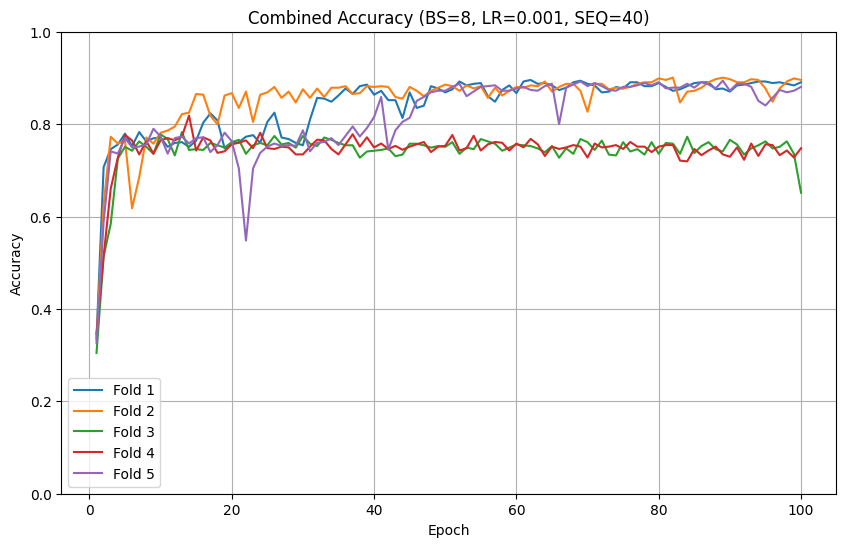 Combined Accuracy (BS=8, LR=0.001, SEQ=40)
1.0
0.8
0.6
0.4
0.2
0.0
Accuracy
Fold 1
Fold 2
Fold 3
Fold 4
Fold 5
0 20 40 60 80 100
Epoch